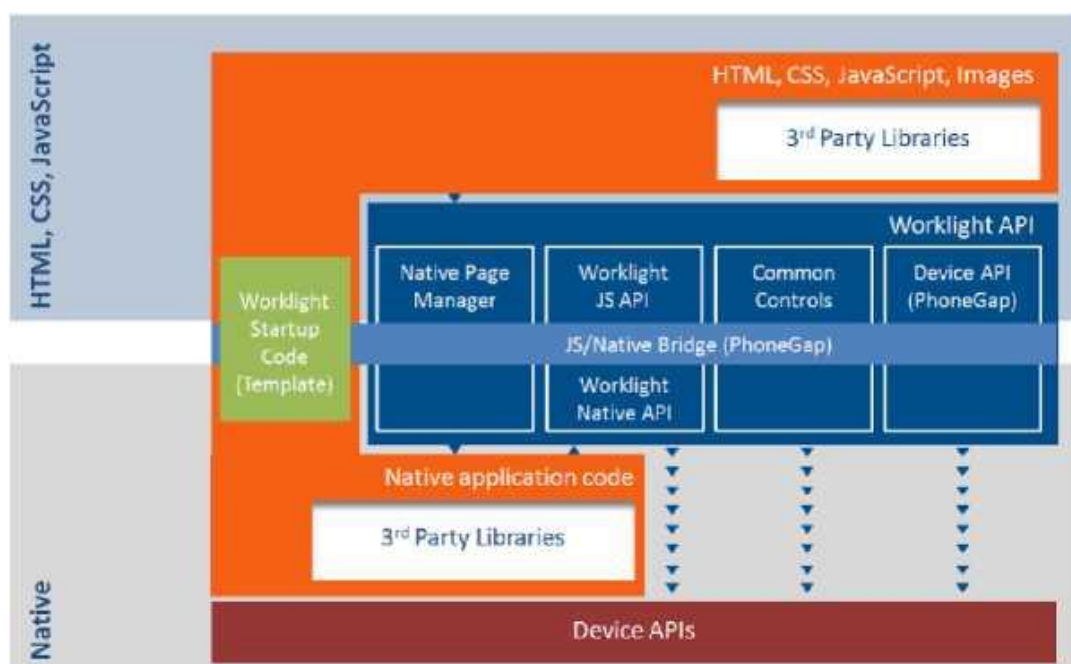 HTML, CSS, JavaScript
HTML, CSS, JavaScript, Images
3rd Party Libraries
Worklight API
Native Page
Manager
Worklight
JS API
Common
Controls
Device API
(PhoneGap)
Worklight
Startup
Code
(Template)
JS/Native Bridge (PhoneGap)
Worklight
Native API
Native application code
3rd Party Libraries
Native
Device APIs